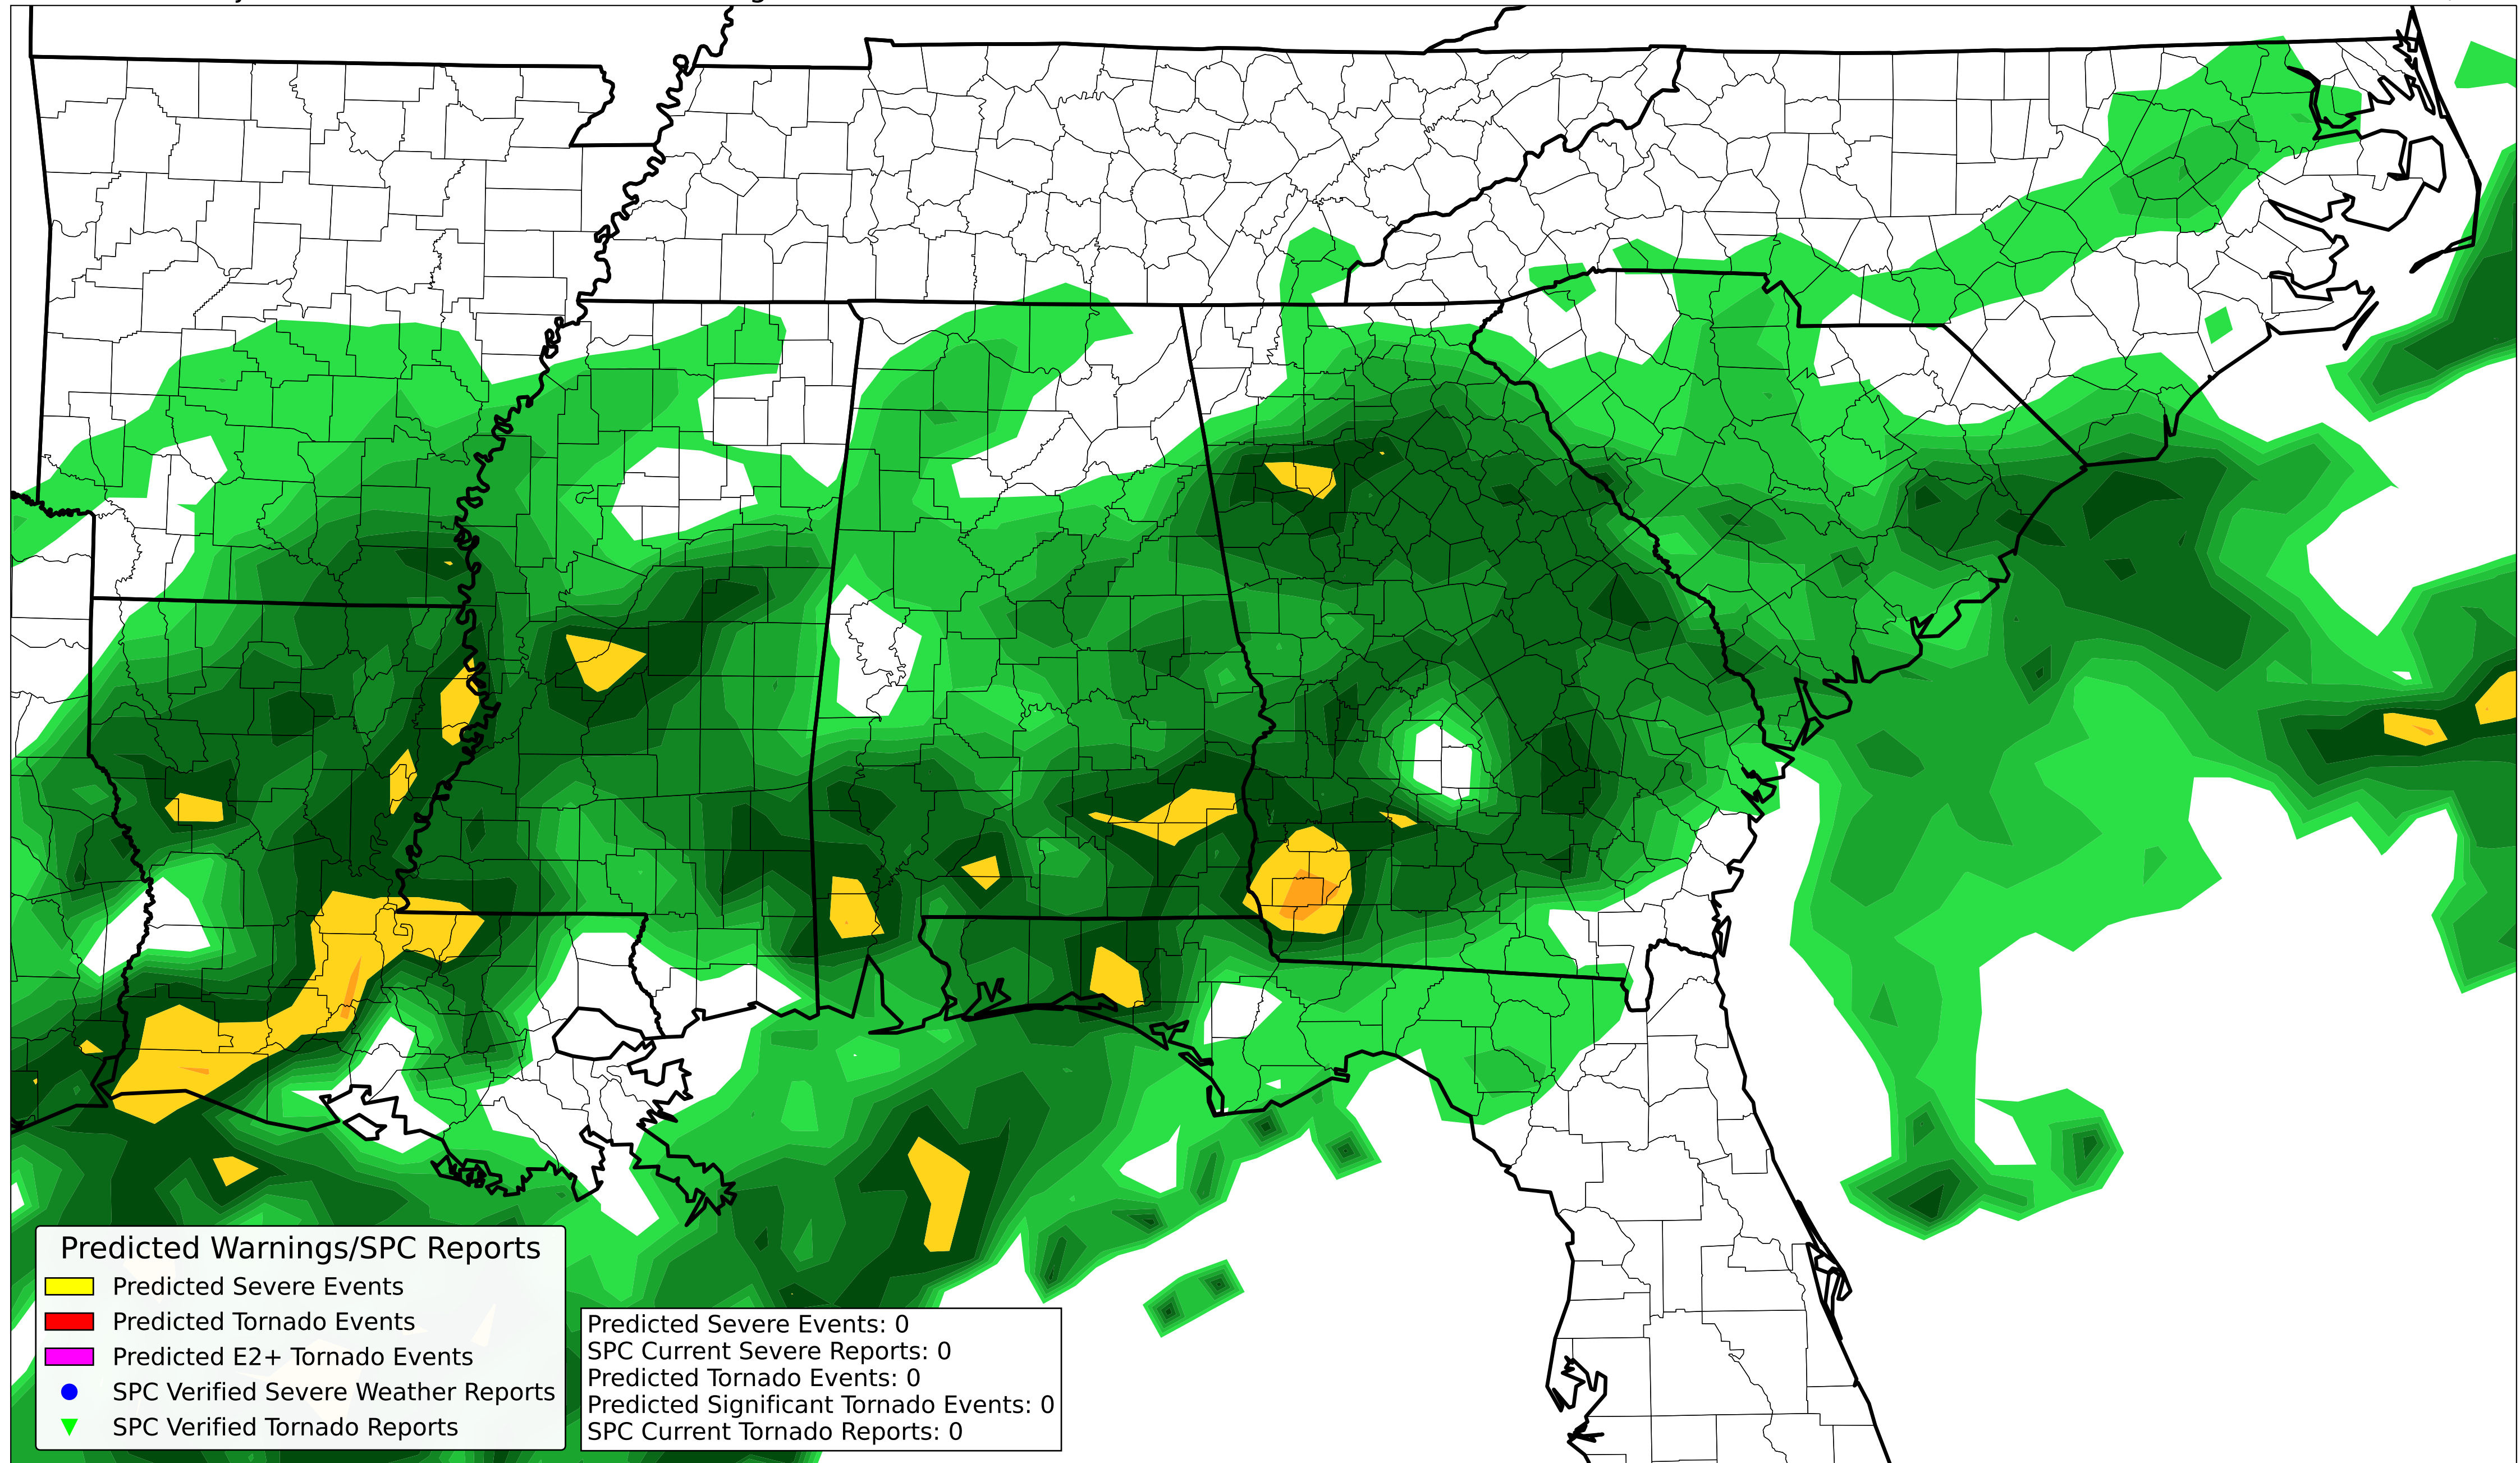 Predicted Warnings/SPC Reports
Predicted Severe Events
Predicted Tornado Events
Predicted E2+ Tornado Events
SPC Verified Severe Weather Reports
SPC Verified Tornado Reports
Predicted Severe Events: 0
SPC Current Severe Reports: 0
Predicted Tornado Events: 0
Predicted Significant Tornado Events: 0
SPC Current Tornado Reports: 0